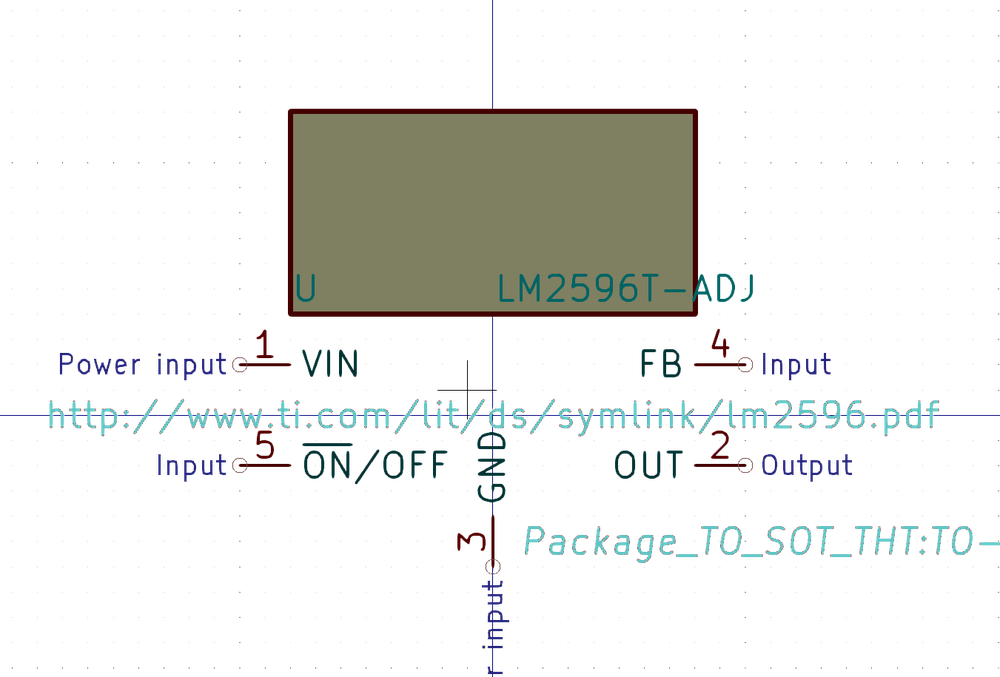 U LM2596T-ADJ
Power input 1 VIN FB 4 Input
http://www.ti.com/lit/ds/symlink/lm2596.pdf
Input 5 ON/OFF GND OUT 2 Output
3 Package_TO_SOT_THT:TO-
input